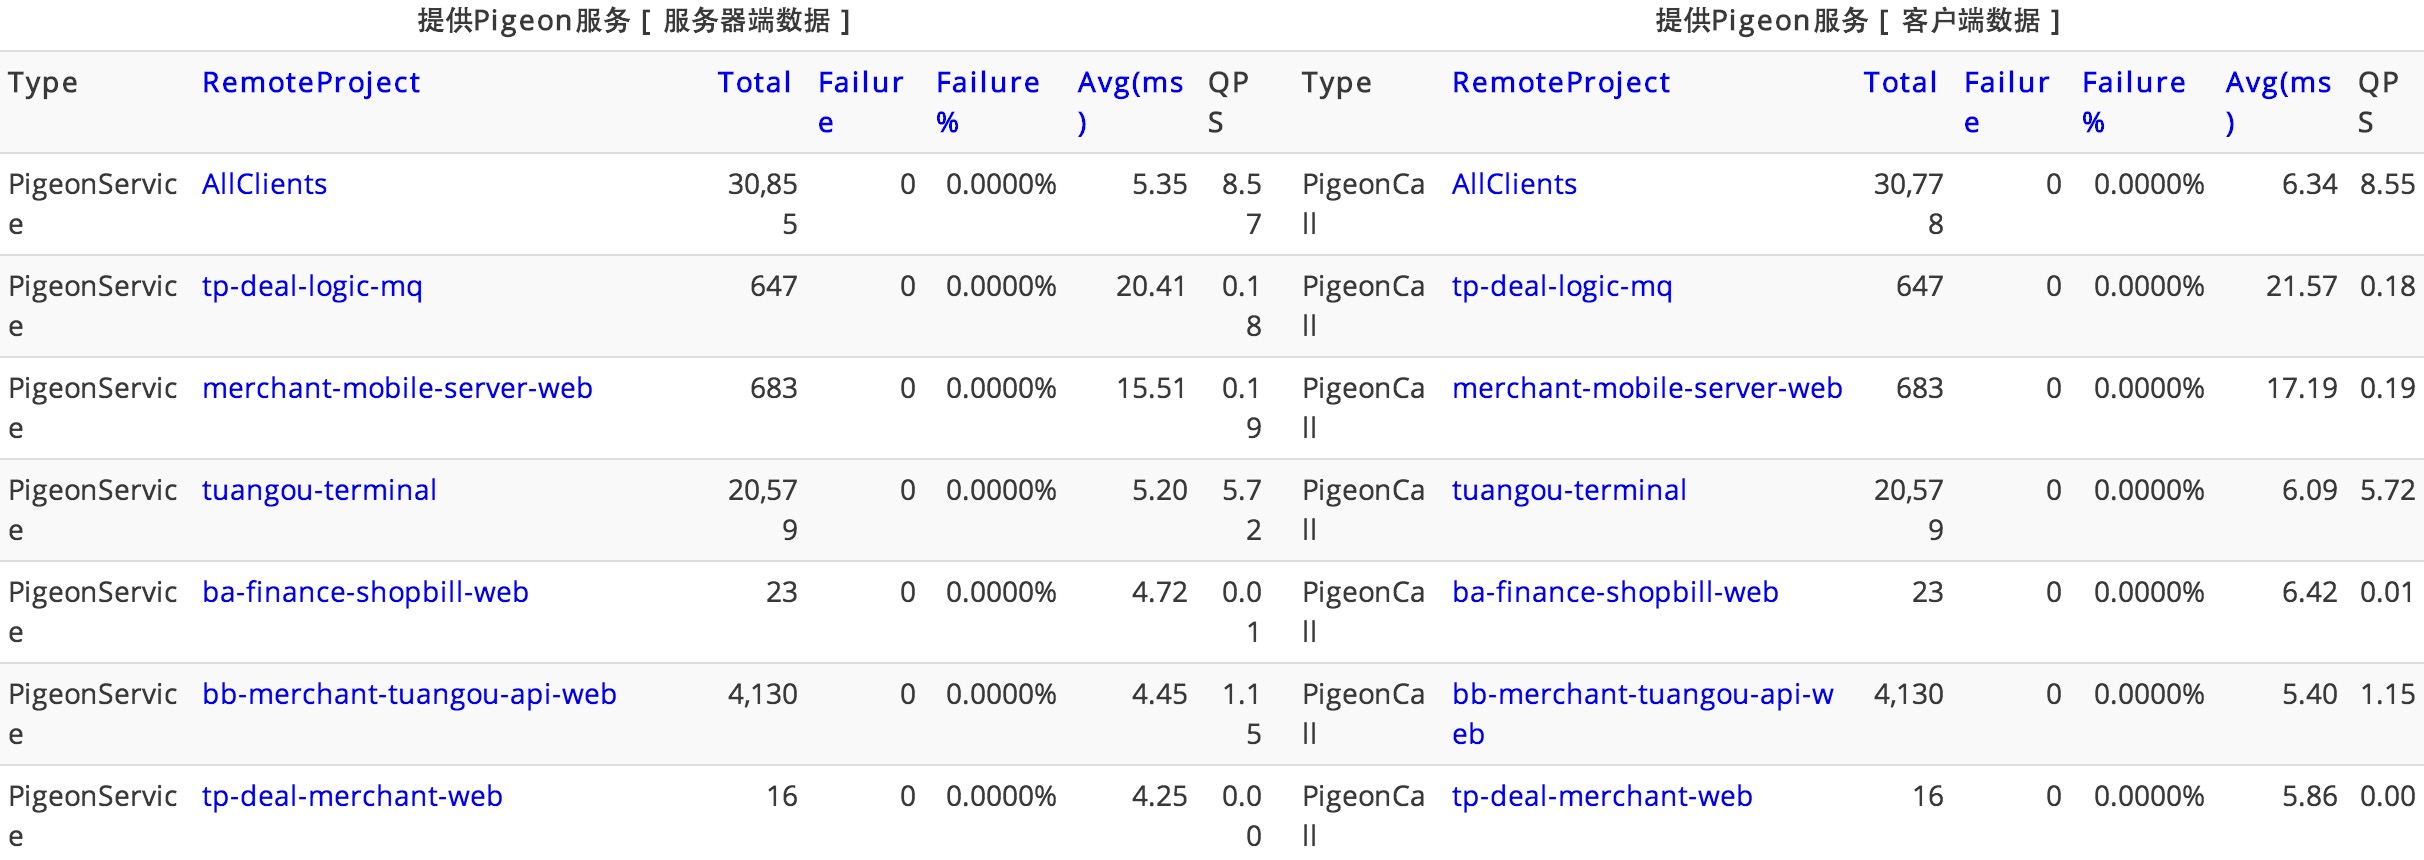 提供Pigeon服务 [ 服务器端数据 ] 提供Pigeon服务 [ 客户端数据 ]
Type RemoteProject Total Failure Failure% Avg(ms) QPS Type RemoteProject Total Failure Failure% Avg(ms) QPS
PigeonService AllClients 30,855 0 0.0000% 5.35 8.57 PigeonCall AllClients 30,778 0 0.0000% 6.34 8.55
PigeonService tp-deal-logic-mq 647 0 0.0000% 20.41 0.18 PigeonCall tp-deal-logic-mq 647 0 0.0000% 21.57 0.18
PigeonService merchant-mobile-server-web 683 0 0.0000% 15.51 0.19 PigeonCall merchant-mobile-server-web 683 0 0.0000% 17.19 0.19
PigeonService tuangou-terminal 20,579 0 0.0000% 5.20 5.72 PigeonCall tuangou-terminal 20,579 0 0.0000% 6.09 5.72
PigeonService ba-finance-shopbill-web 23 0 0.0000% 4.72 0.01 PigeonCall ba-finance-shopbill-web 23 0 0.0000% 6.42 0.01
PigeonService bb-merchant-tuangou-api-web 4,130 0 0.0000% 4.45 1.15 PigeonCall bb-merchant-tuangou-api-web 4,130 0 0.0000% 5.40 1.15
PigeonService tp-deal-merchant-web 16 0 0.0000% 4.25 0.00 PigeonCall tp-deal-merchant-web 16 0 0.0000% 5.86 0.00